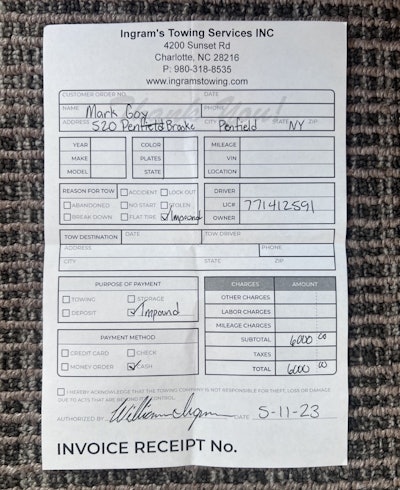 Ingram's Towing Services INC
4200 Sunset Rd
Charlotte, NC 28216
P: 980-318-8535
www.ingramstowing.com
CUSTOMER ORDER NO. DATE
NAME Mark Goy PHONE
ADDRESS 520 Penfield Brooke CITY Penfield STATE NY ZIP
YEAR COLOR MILEAGE
MAKE PLATES VIN
MODEL STATE LOCATION
REASON FOR TOW ACCIDENT LOCK OUT DRIVER
ABANDONED NO START STOLEN LIC# 771412591
BREAK DOWN FLAT TIRE Impound OWNER
TOW DESTINATION DATE TOW DRIVER
ADDRESS PHONE
CITY STATE ZIP
PURPOSE OF PAYMENT CHARGES AMOUNT
TOWING STORAGE OTHER CHARGES
DEPOSIT Impound LABOR CHARGES
MILEAGE CHARGES
PAYMENT METHOD SUBTOTAL 6000 00
CREDIT CARD CHECK TAXES
MONEY ORDER CASH TOTAL 6000 00
I HEREBY ACKNOWLEDGE THAT THE TOWING COMPANY IS NOT RESPONSIBLE FOR THEFT, LOSS OR DAMAGE
DUE TO ACTS THAT ARE BEYOND ITS CONTROL.
AUTHORIZED BY William Ingram DATE 5-11-23
INVOICE RECEIPT No.